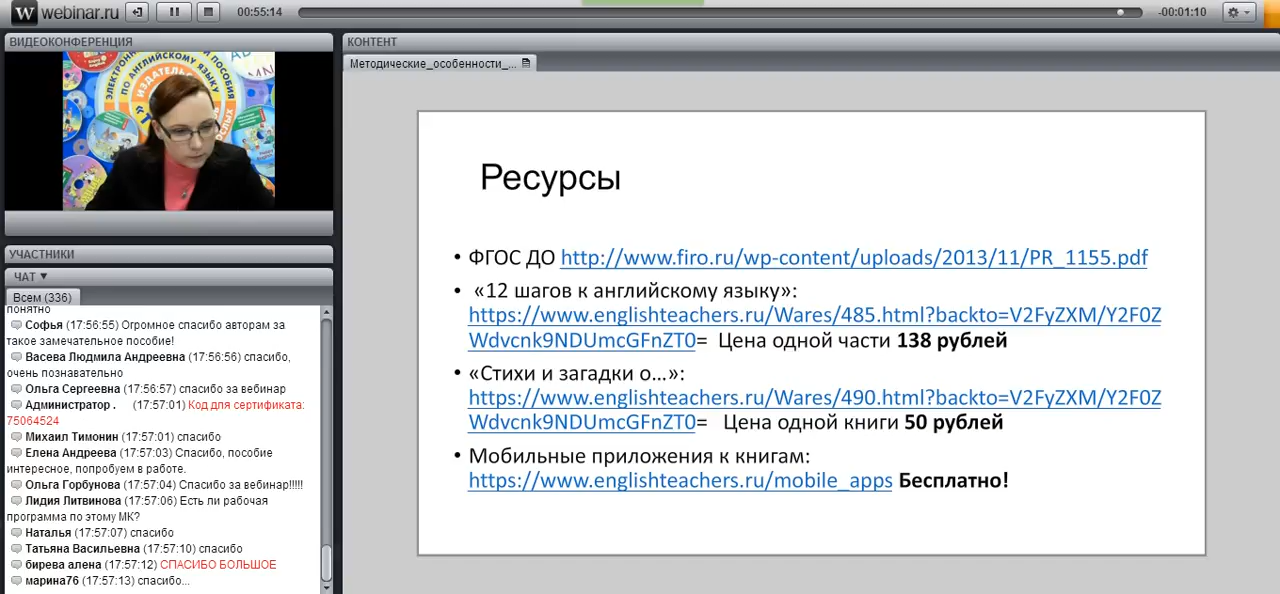 webinar.ru
00:55:14
-00:01:10
ВИДЕОКОНФЕРЕНЦИЯ
ЭЛЕКТРОННЫЕ ПОСОБИЯ
ПО АНГЛИЙСКОМУ ЯЗЫКУ
УЧАСТНИКИ
ЧАТ ▼
Всем (336)
понятно
Софья (17:56:55) Огромное спасибо авторам за
такое замечательное пособие!
Васева Людмила Андреевна (17:56:56) спасибо,
очень познавательно
Ольга Сергеевна (17:56:57) спасибо за вебинар
Администратор . (17:57:01) Код для сертификата:
75064524
Михаил Тимонин (17:57:01) спасибо
Елена Андреева (17:57:03) Спасибо, пособие
интересное, попробуем в работе.
Ольга Горбунова (17:57:04) Спасибо за вебинар!!!!!
Лидия Литвинова (17:57:06) Есть ли рабочая
программа по этому МК?
Наталья (17:57:07) спасибо
Татьяна Васильевна (17:57:10) спасибо
бирева алена (17:57:12) СПАСИБО БОЛЬШОЕ
марина76 (17:57:13) спасибо...
КОНТЕНТ
Методические_особенности_...
Ресурсы
• ФГОС ДО http://www.firo.ru/wp-content/uploads/2013/11/PR_1155.pdf
• «12 шагов к английскому языку»:
https://www.englishteachers.ru/Wares/485.html?backto=V2FyZXM/Y2F0Z
Wdvcnk9NDUmcGFnZT0= Цена одной части 138 рублей
• «Стихи и загадки о...»:
https://www.englishteachers.ru/Wares/490.html?backto=V2FyZXM/Y2F0Z
Wdvcnk9NDUmcGFnZT0= Цена одной книги 50 рублей
• Мобильные приложения к книгам:
https://www.englishteachers.ru/mobile_apps Бесплатно!